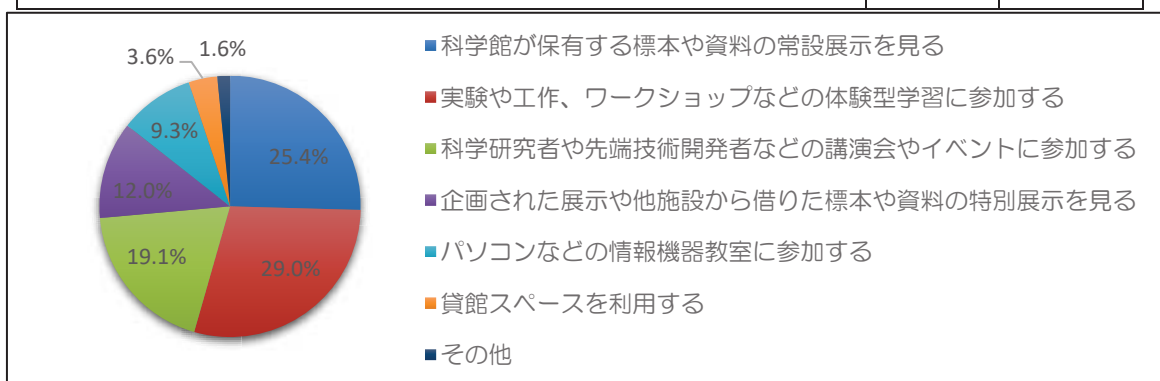 3.6%
1.6%
9.3%
25.4%
12.0%
19.1%
29.0%
科学館が保有する標本や資料の常設展示を見る
実験や工作、ワークショップなどの体験型学習に参加する
科学研究者や先端技術開発者などの講演会やイベントに参加する
企画された展示や他施設から借りた標本や資料の特別展示を見る
パソコンなどの情報機器教室に参加する
貸館スペースを利用する
その他